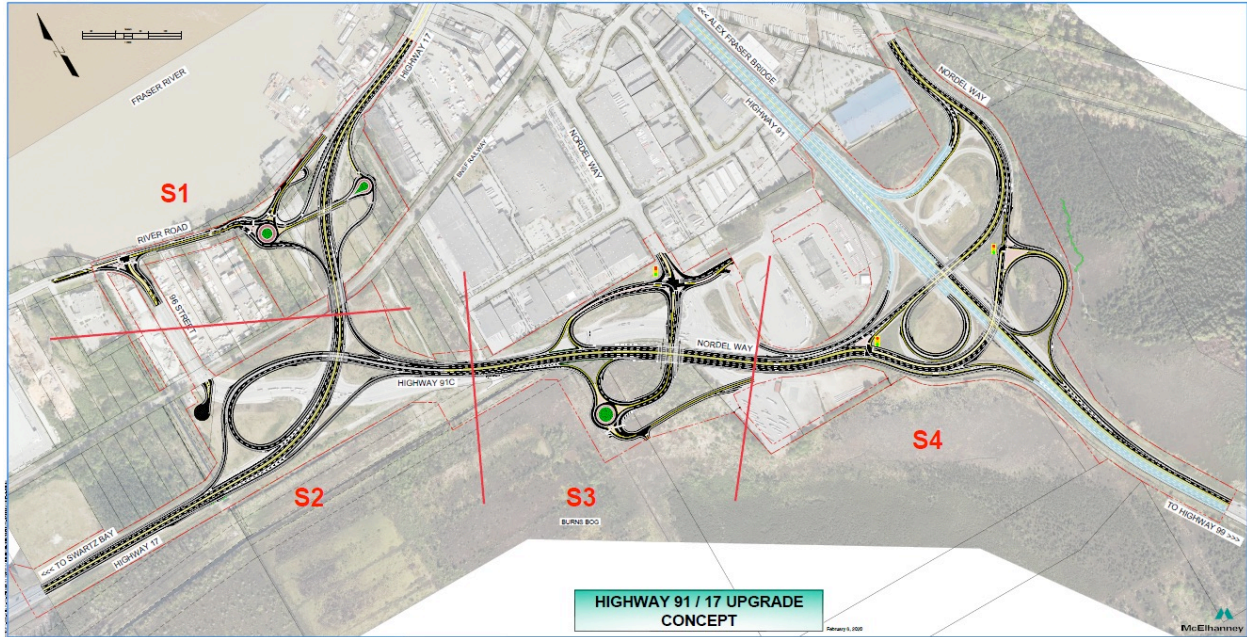 <<< ALEX FRASER BRIDGE
HIGHWAY 17
NORDEL WAY
FRASER RIVER
HIGHWAY 91
NORDEL WAY
BNSF RAILWAY
S1
RIVER ROAD
96 STREET
NORDEL WAY
HIGHWAY 91C
S4
S2
S3
BURNS BOG
TO HIGHWAY 99 >>>
<<< TO SWARTZ BAY
HIGHWAY 17
HIGHWAY 91 / 17 UPGRADE
CONCEPT
McElhanney